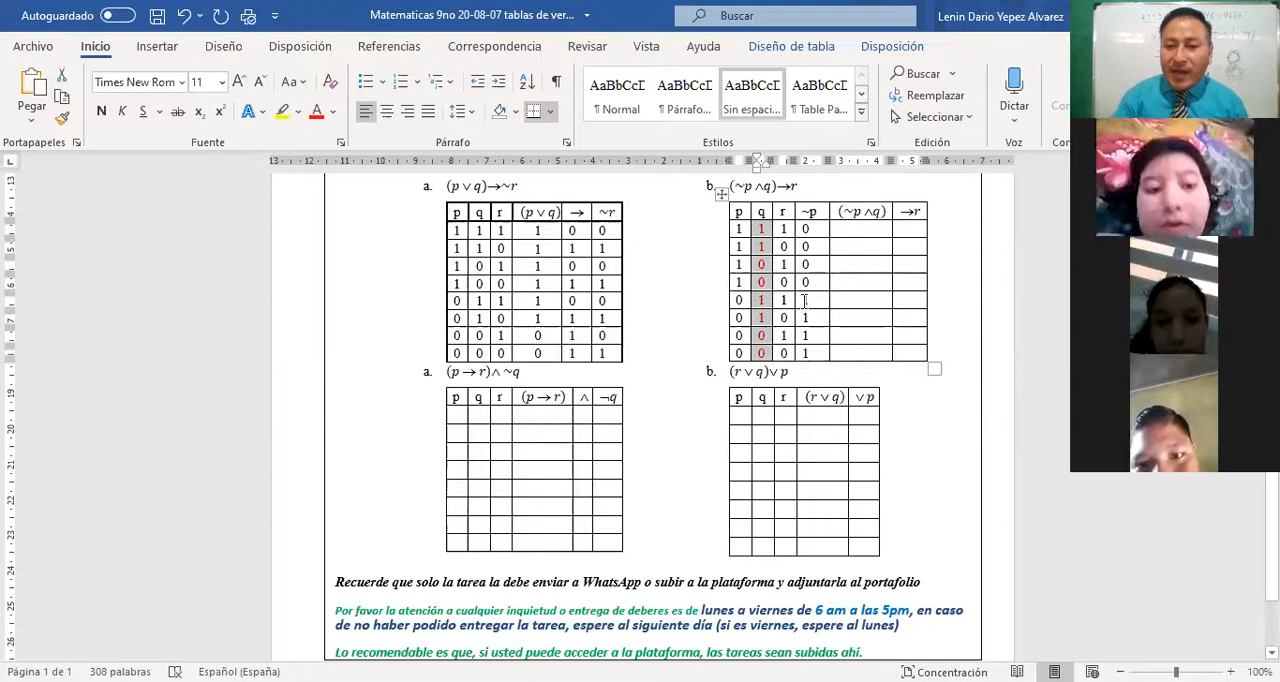 Autoguardado
Matematicas 9no 20-08-07 tablas de ver...
Buscar
Lenin Dario Yepez Alvarez
Archivo Inicio Insertar Diseño Disposición Referencias Correspondencia Revisar Vista Ayuda Diseño de tabla Disposición
Pegar
Portapapeles
Times New Rom 11
N K S ab x₂ x²
Fuente
Párrafo
AaBbCcI AaBbCcI AaBbCcI AaBbCcI
¶ Normal ¶ Párrafo... Sin espaci... ¶ Table Pa...
Estilos
Buscar
Reemplazar
Seleccionar
Edición
Dictar
Voz
a. (p ∨ q)→~r
p q r (p ∨ q) → ~r
1 1 1 1 0 0
1 1 0 1 1 1
1 0 1 1 0 0
1 0 0 1 1 1
0 1 1 1 0 0
0 1 0 1 1 1
0 0 1 0 1 0
0 0 0 0 1 1
b. (~p ∧q)→r
p q r ~p (~p ∧q) →r
1 1 1 0
1 1 0 0
1 0 1 0
1 0 0 0
0 1 1 1
0 1 0 1
0 0 1 1
0 0 0 1
a. (p → r)∧ ~q
p q r (p → r) ∧ ¬q
b. (r ∨ q)∨ p
p q r (r ∨ q) ∨ p
Recuerde que solo la tarea la debe enviar a WhatsApp o subir a la plataforma y adjuntarla al portafolio
Por favor la atención a cualquier inquietud o entrega de deberes es de lunes a viernes de 6 am a las 5pm, en caso
de no haber podido entregar la tarea, espere al siguiente día (si es viernes, espere al lunes)
Lo recomendable es que, si usted puede acceder a la plataforma, las tareas sean subidas ahí.
Página 1 de 1 308 palabras Español (España) Concentración 100%